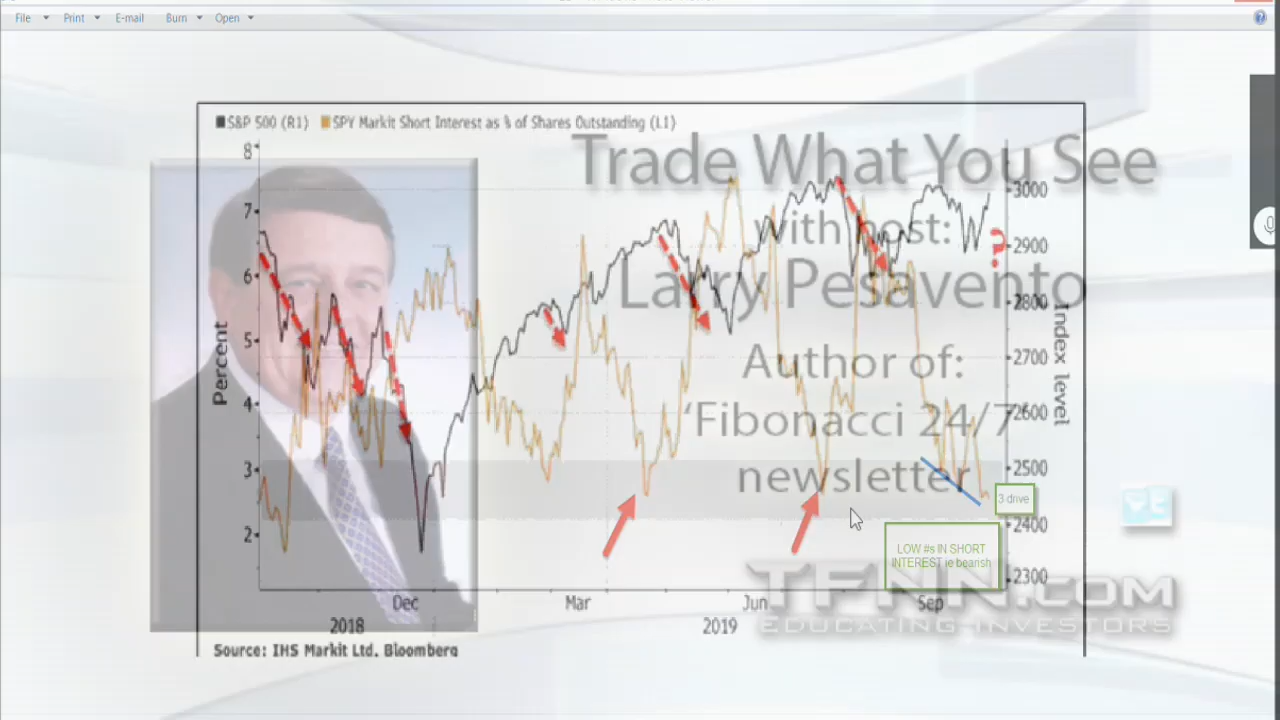 File Print E-mail Burn Open
S&P 500 (R1) SPY Markit Short Interest as % of Shares Outstanding (L1)
Trade What You See
with host:
Larry Pesavento
Author of:
'Fibonacci 24/7'
newsletter
8
7
6
5
4
3
2
Percent
3000
2900
2800
2700
2600
2500
2400
2300
Index level
?
3 drive
LOW #s IN SHORT
INTEREST ie bearish
TFNN.COM
EDUCATING INVESTORS
Dec Mar Jun Sep
2018 2019
Source: IHS Markit Ltd. Bloomberg